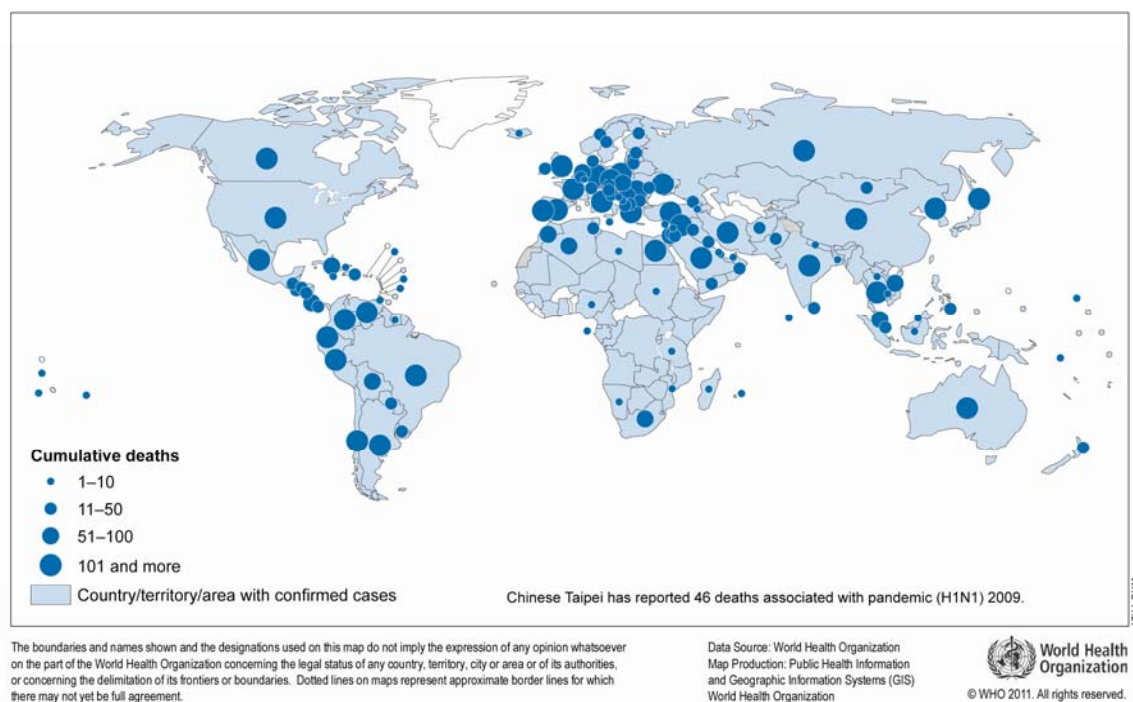 Cumulative deaths
1–10
11–50
51–100
101 and more
Country/territory/area with confirmed cases
Chinese Taipei has reported 46 deaths associated with pandemic (H1N1) 2009.
The boundaries and names shown and the designations used on this map do not imply the expression of any opinion whatsoever
on the part of the World Health Organization concerning the legal status of any country, territory, city or area or of its authorities,
or concerning the delimitation of its frontiers or boundaries. Dotted lines on maps represent approximate border lines for which
there may not yet be full agreement.
Data Source: World Health Organization
Map Production: Public Health Information
and Geographic Information Systems (GIS)
World Health Organization
World Health
Organization
© WHO 2011. All rights reserved.